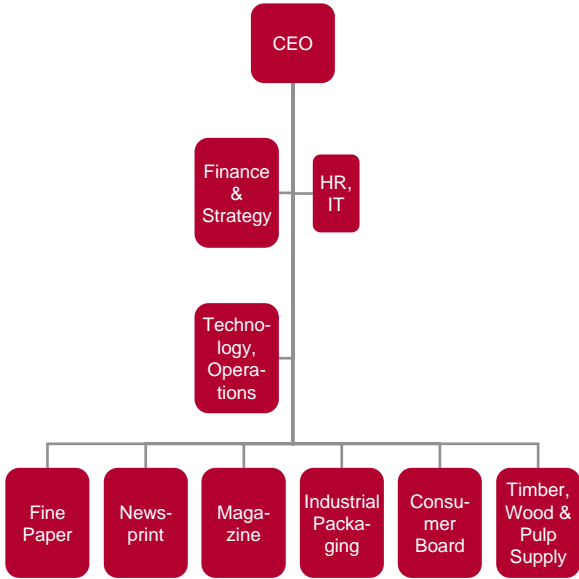 CEO
Finance
&
Strategy
HR,
IT
Techno-
logy,
Opera-
tions
Fine
Paper
News-
print
Maga-
zine
Industrial
Packa-
ging
Consu-
mer
Board
Timber,
Wood &
Pulp
Supply